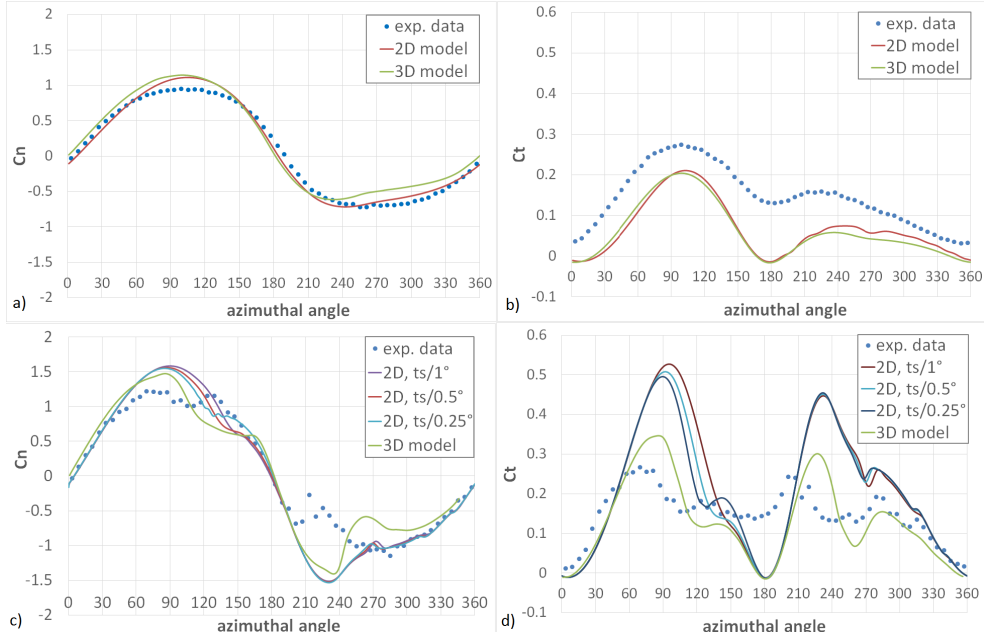 2
1.5
1
0.5
0
-0.5
-1
-1.5
-2
Cn
exp. data
2D model
3D model
0 30 60 90 120 150 180 210 240 270 300 330 360
azimuthal angle
a)
0.6
0.5
0.4
0.3
0.2
0.1
0
-0.1
Ct
exp. data
2D model
3D model
0 30 60 90 120 150 180 210 240 270 300 330 360
azimuthal angle
b)
2
1.5
1
0.5
0
-0.5
-1
-1.5
-2
Cn
exp. data
2D, ts/1°
2D, ts/0.5°
2D, ts/0.25°
3D model
0 30 60 90 120 150 180 210 240 270 300 330 360
azimuthal angle
c)
0.6
0.5
0.4
0.3
0.2
0.1
0
-0.1
Ct
exp. data
2D, ts/1°
2D, ts/0.5°
2D, ts/0.25°
3D model
0 30 60 90 120 150 180 210 240 270 300 330 360
azimuthal angle
d)